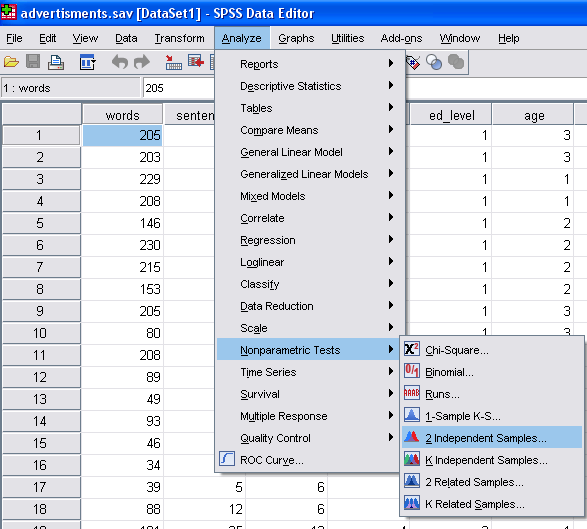 advertisments.sav [DataSet1] - SPSS Data Editor
File Edit View Data Transform Analyze Graphs Utilities Add-ons Window Help
1 : words 205
words senten ed_level age
1 205 1 3
2 203 1 3
3 229 1 1
4 208 1 1
5 146 1 2
6 230 1 2
7 215 1 2
8 153 1 2
9 205 1 3
10 80 1 3
11 208
12 89
13 49
14 93
15 46
16 34
17 39 5 6
18 88 12 6
Reports
Descriptive Statistics
Tables
Compare Means
General Linear Model
Generalized Linear Models
Mixed Models
Correlate
Regression
Loglinear
Classify
Data Reduction
Scale
Nonparametric Tests
Time Series
Survival
Multiple Response
Quality Control
ROC Curve...
X² Chi-Square...
0/1 Binomial...
AAAB Runs...
1-Sample K-S...
2 Independent Samples...
K Independent Samples...
2 Related Samples...
K Related Samples...